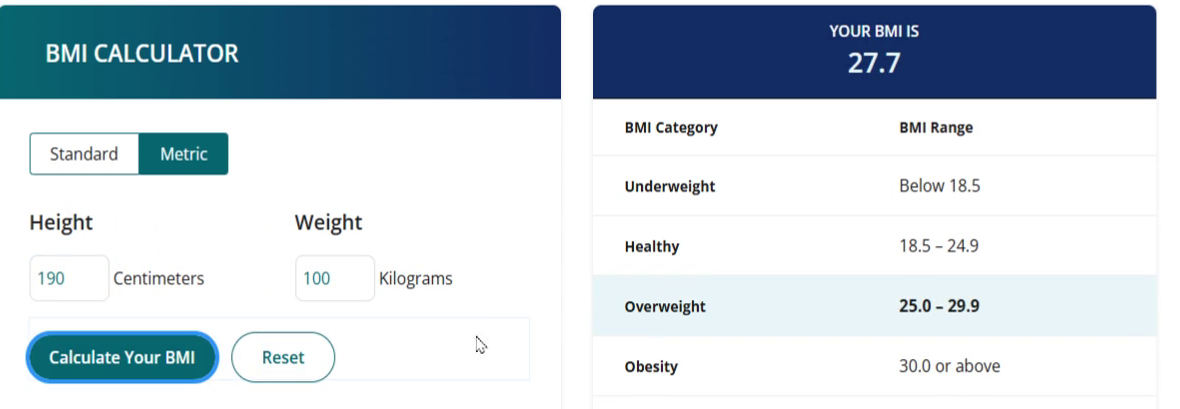 BMI CALCULATOR
Standard Metric
Height Weight
190 Centimeters 100 Kilograms
Calculate Your BMI Reset
YOUR BMI IS
27.7
BMI Category BMI Range
Underweight Below 18.5
Healthy 18.5 – 24.9
Overweight 25.0 – 29.9
Obesity 30.0 or above